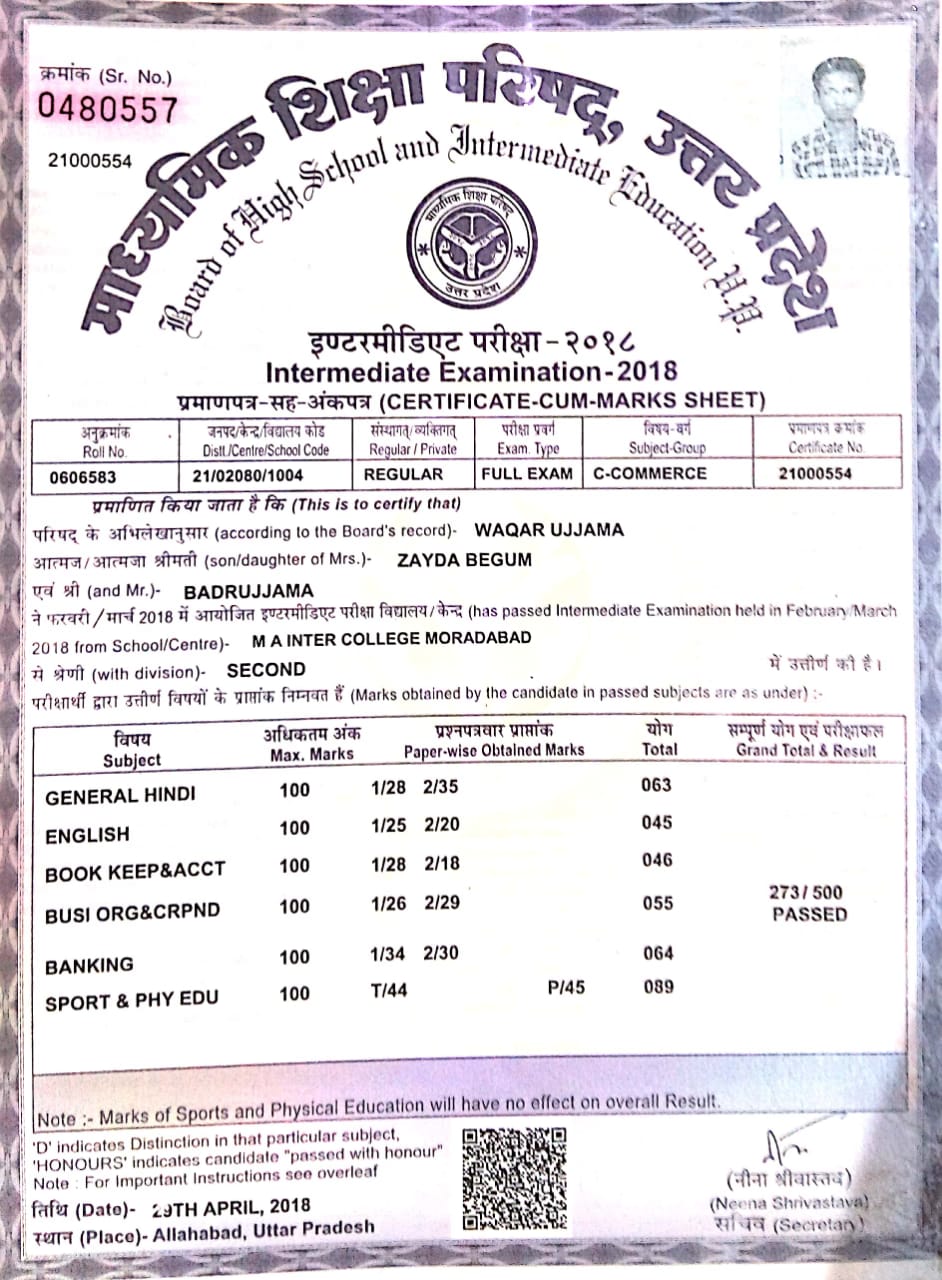 क्रमांक (Sr. No.)
0480557
21000554
माध्यमिक शिक्षा परिषद्, उत्तर प्रदेश
Board of High School and Intermediate Education U.P.
माध्यमिक शिक्षा परिषद्
उत्तर प्रदेश
इण्टरमीडिएट परीक्षा-२०१८
Intermediate Examination-2018
प्रमाणपत्र-सह-अंकपत्र (CERTIFICATE-CUM-MARKS SHEET)
अनुक्रमांक जनपद/केन्द्र/विद्यालय कोड संस्थागत/व्यक्तिगत् परीक्षा प्रवर्ग विषय-वर्ग प्रमाणपत्र क्रमांक
Roll No. Distt./Centre/School Code Regular / Private Exam. Type Subject-Group Certificate No.
0606583 21/02080/1004 REGULAR FULL EXAM C-COMMERCE 21000554
प्रमाणित किया जाता है कि (This is to certify that)
परिषद् के अभिलेखानुसार (according to the Board's record)- WAQAR UJJAMA
आत्मज/आत्मजा श्रीमती (son/daughter of Mrs.)- ZAYDA BEGUM
एवं श्री (and Mr.)- BADRUJJAMA
ने फरवरी/मार्च 2018 में आयोजित इण्टरमीडिएट परीक्षा विद्यालय/केन्द्र (has passed Intermediate Examination held in February/March
2018 from School/Centre)- M A INTER COLLEGE MORADABAD
से श्रेणी (with division)- SECOND में उत्तीर्ण की है।
परीक्षार्थी द्वारा उत्तीर्ण विषयों के प्राप्तांक निम्नवत हैं (Marks obtained by the candidate in passed subjects are as under) :-
विषय अधिकतम अंक प्रश्नपत्रवार प्राप्तांक योग सम्पूर्ण योग एवं परीक्षाफल
Subject Max. Marks Paper-wise Obtained Marks Total Grand Total & Result
GENERAL HINDI 100 1/28 2/35 063
ENGLISH 100 1/25 2/20 045
BOOK KEEP&ACCT 100 1/28 2/18 046
BUSI ORG&CRPND 100 1/26 2/29 055 273/500
PASSED
BANKING 100 1/34 2/30 064
SPORT & PHY EDU 100 T/44 P/45 089
Note :- Marks of Sports and Physical Education will have no effect on overall Result.
'D' indicates Distinction in that particular subject,
'HONOURS' indicates candidate "passed with honour"
Note : For Important Instructions see overleaf
तिथि (Date)- 29TH APRIL, 2018
स्थान (Place)- Allahabad, Uttar Pradesh
(नीना श्रीवास्तव)
(Neena Shrivastava)
सचिव (Secretary)